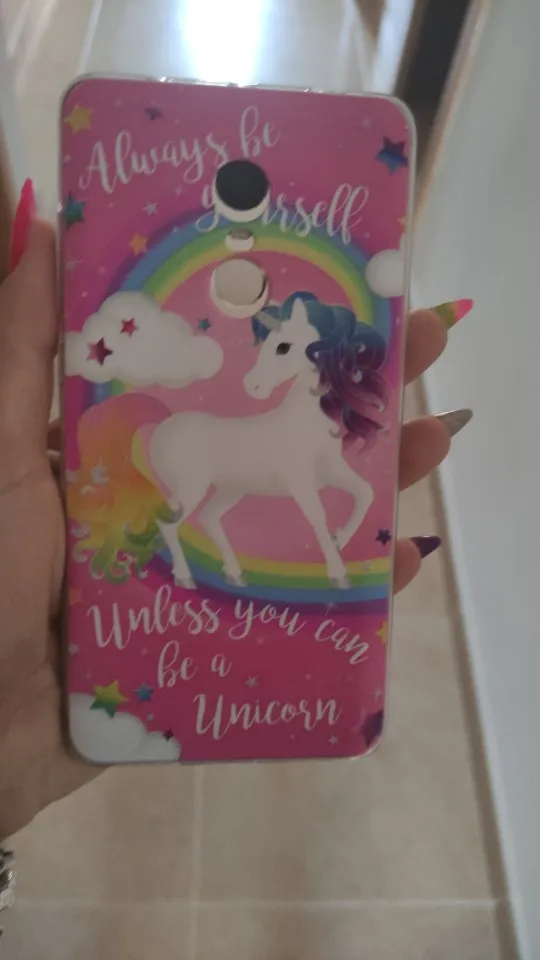 Always be
yourself
Unless you can
be a
Unicorn